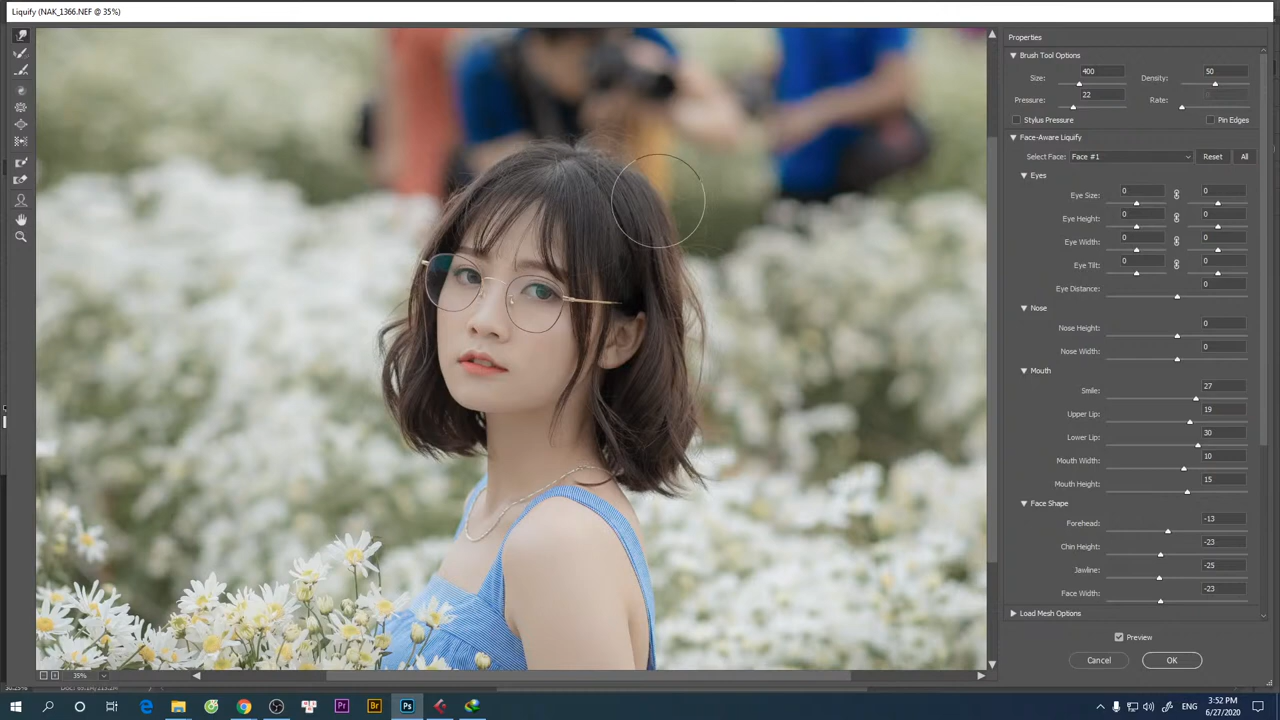 Liquify (NAK_1366.NEF @ 35%)
Properties
Brush Tool Options
Size: 400 Density: 50
Pressure: 22 Rate: 0
Stylus Pressure Pin Edges
Face-Aware Liquify
Select Face: Face #1 Reset All
Eyes
Eye Size: 0 0
Eye Height: 0 0
Eye Width: 0 0
Eye Tilt: 0 0
Eye Distance: 0
Nose
Nose Height: 0
Nose Width: 0
Mouth
Smile: 27
Upper Lip: 19
Lower Lip: 30
Mouth Width: 10
Mouth Height: 15
Face Shape
Forehead: -13
Chin Height: -23
Jawline: -25
Face Width: -23
Load Mesh Options
Preview
Cancel OK
35%
Pr Br Ps
ENG
3:52 PM
6/27/2020